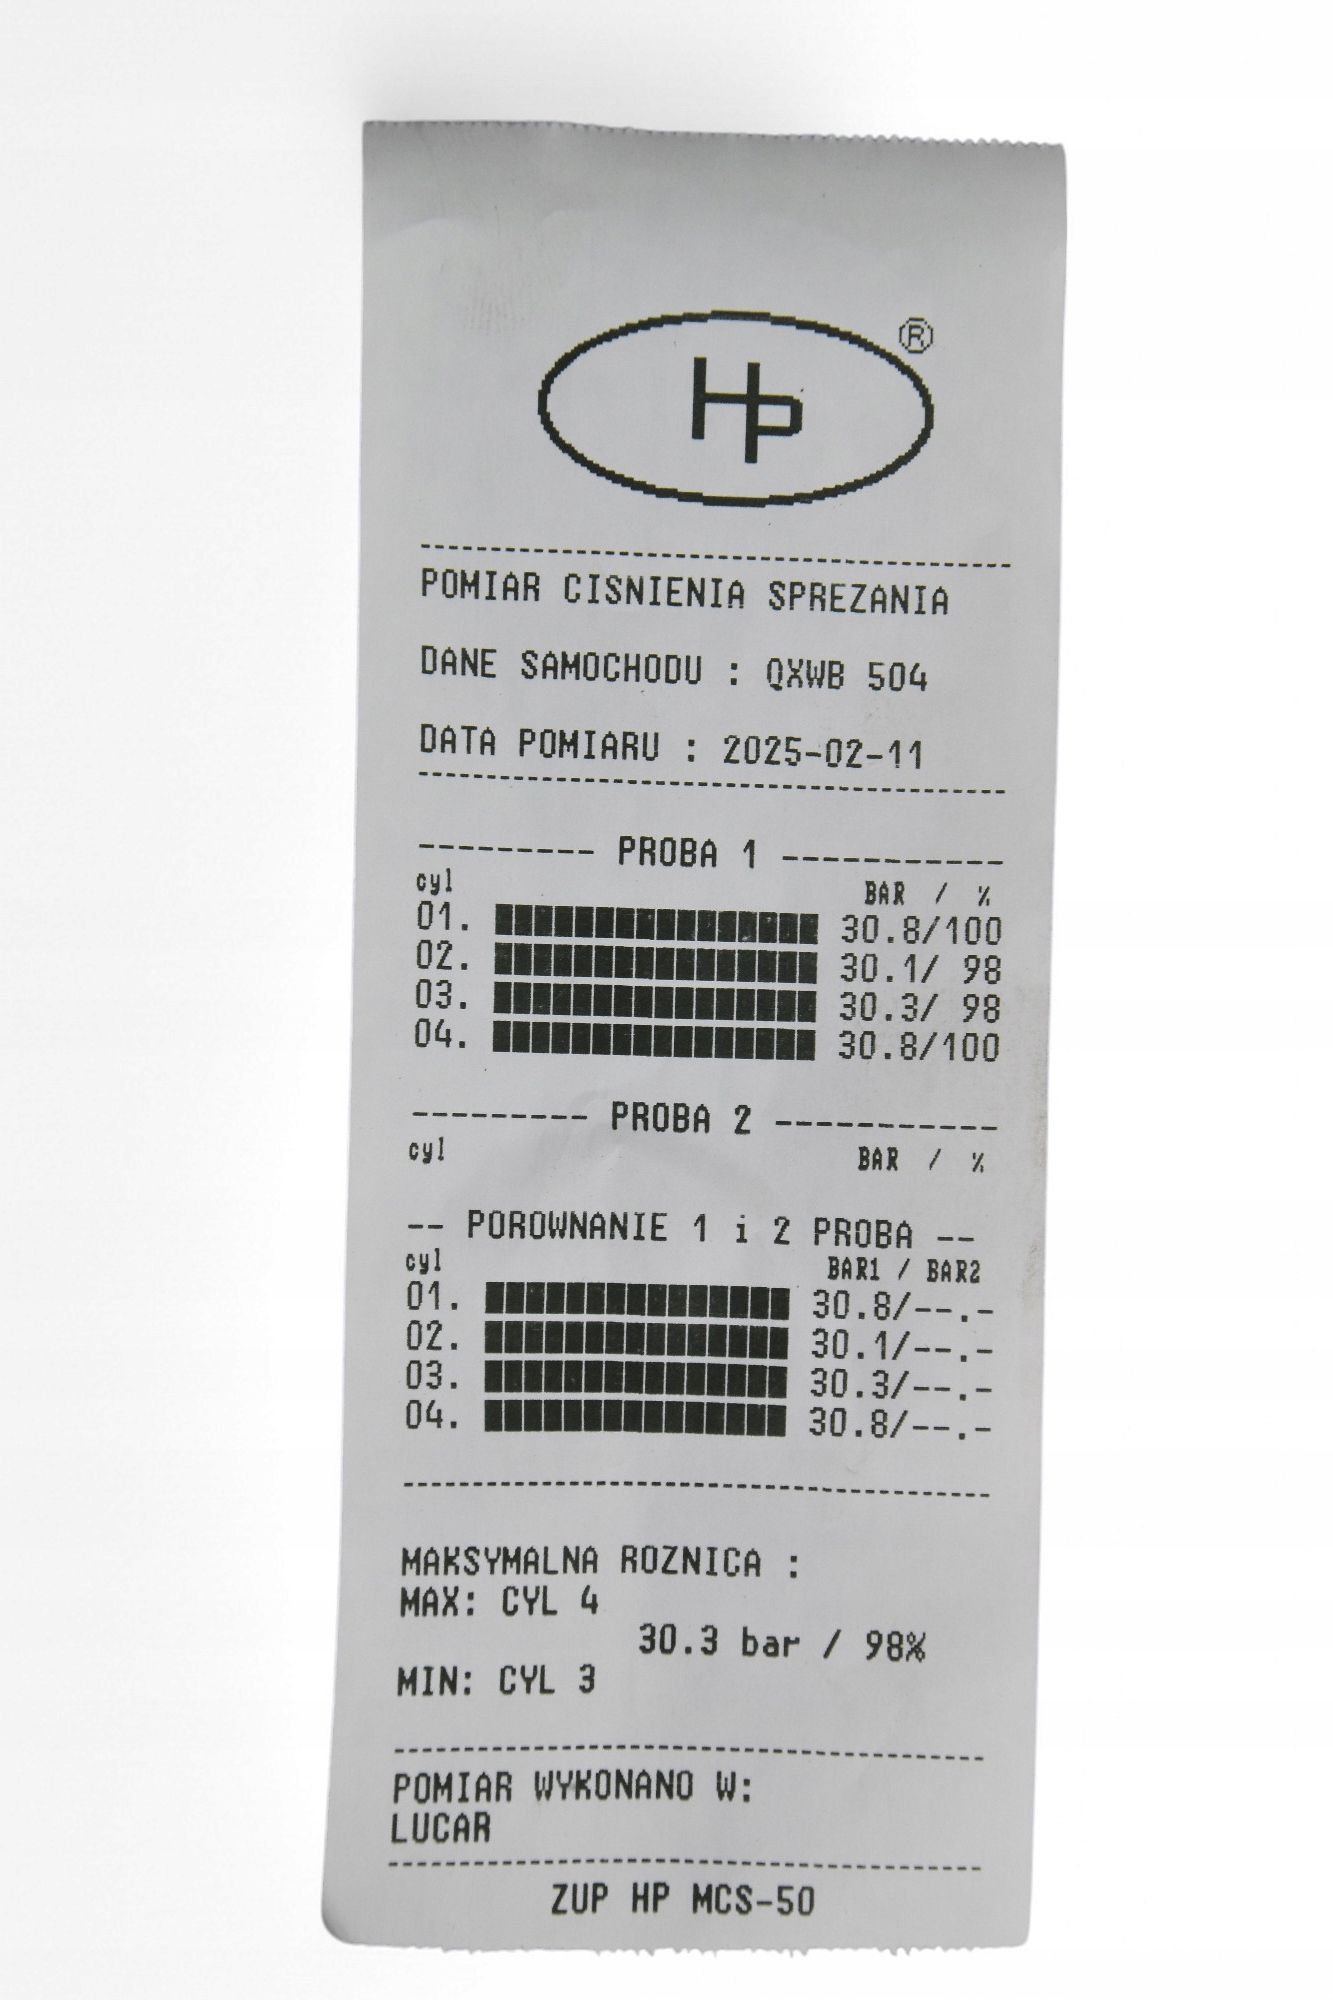 HP ®
POMIAR CISNIENIA SPREZANIA
DANE SAMOCHODU : QXWB 504
DATA POMIARU : 2025-02-11
--------- PROBA 1 -----------
cyl BAR / %
01. 30.8/100
02. 30.1/ 98
03. 30.3/ 98
04. 30.8/100
--------- PROBA 2 -----------
cyl BAR / %
-- POROWNANIE 1 i 2 PROBA --
cyl BAR1 / BAR2
01. 30.8/--.-
02. 30.1/--.-
03. 30.3/--.-
04. 30.8/--.-
MAKSYMALNA ROZNICA :
MAX: CYL 4
30.3 bar / 98%
MIN: CYL 3
POMIAR WYKONANO W:
LUCAR
ZUP HP MCS-50